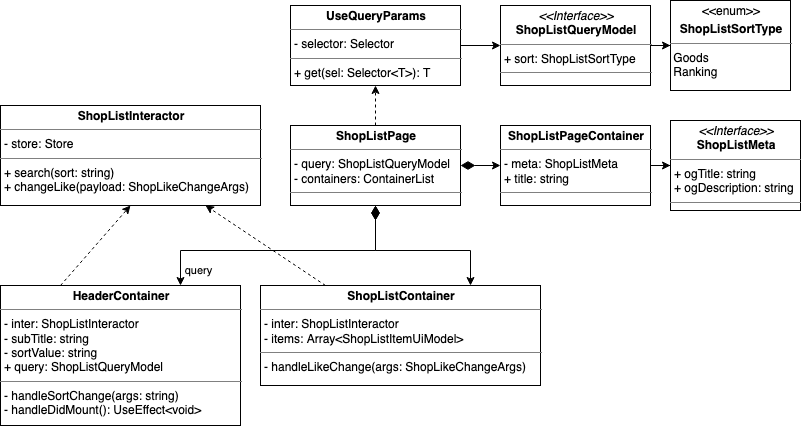 UseQueryParams
- selector: Selector
+ get(sel: Selector<T>): T
<<Interface>>
ShopListQueryModel
+ sort: ShopListSortType
<<enum>>
ShopListSortType
Goods
Ranking
ShopListInteractor
- store: Store
+ search(sort: string)
+ changeLike(payload: ShopLikeChangeArgs)
ShopListPage
- query: ShopListQueryModel
- containers: ContainerList
ShopListPageContainer
- meta: ShopListMeta
+ title: string
<<Interface>>
ShopListMeta
+ ogTitle: string
+ ogDescription: string
query
HeaderContainer
- inter: ShopListInteractor
- subTitle: string
- sortValue: string
+ query: ShopListQueryModel
- handleSortChange(args: string)
- handleDidMount(): UseEffect<void>
ShopListContainer
- inter: ShopListInteractor
- items: Array<ShopListItemUiModel>
- handleLikeChange(args: ShopLikeChangeArgs)